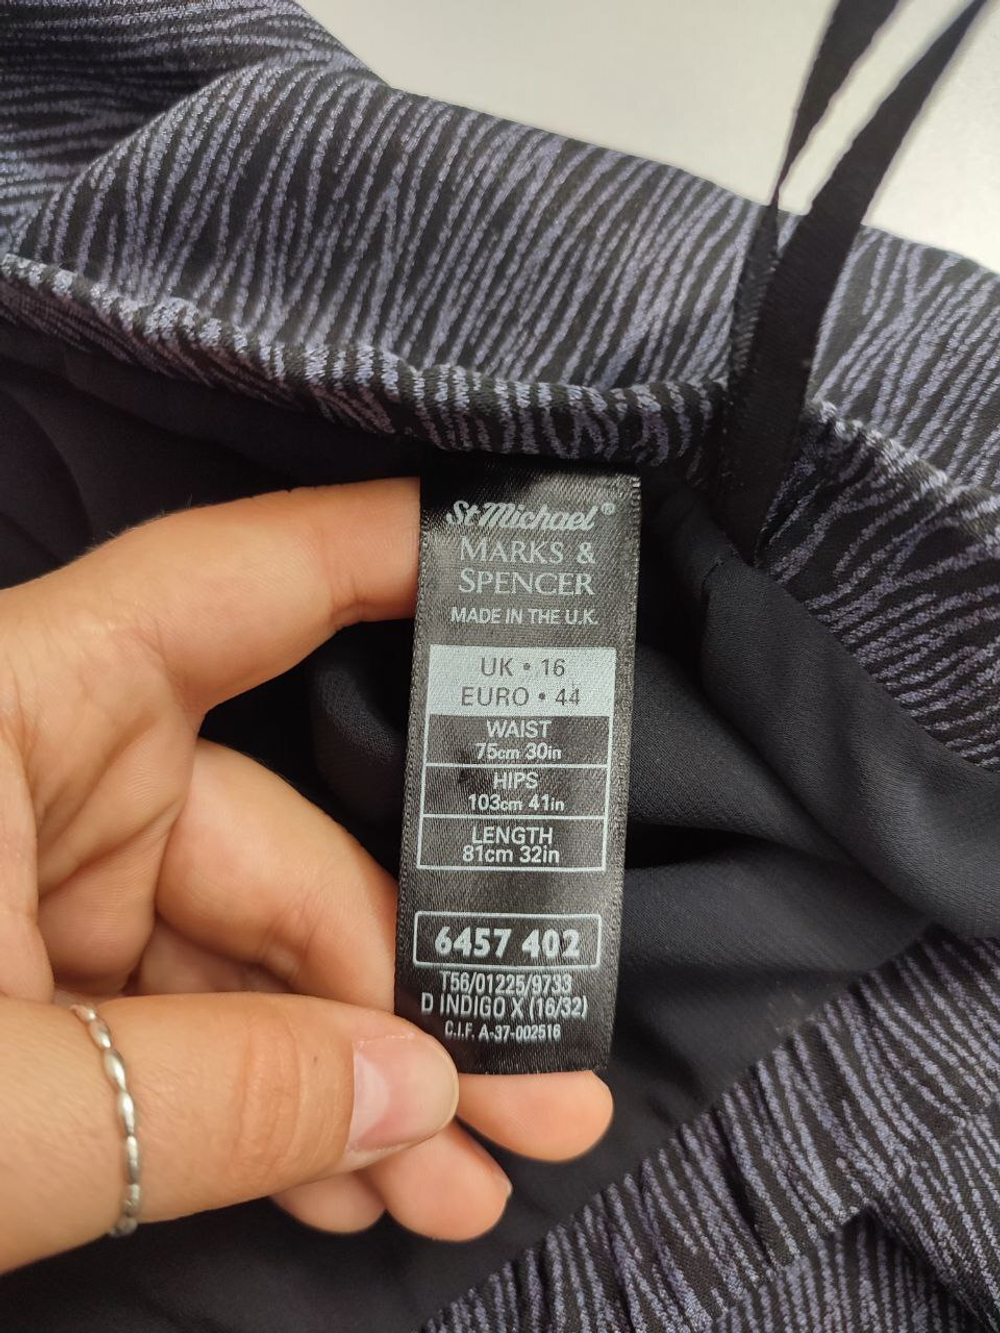 St Michael®
MARKS &
SPENCER
MADE IN THE U.K.
UK • 16
EURO • 44
WAIST
75cm 30in
HIPS
103cm 41in
LENGTH
81cm 32in
6457 402
T56/01225/9733
D INDIGO X (16/32)
C.I.F. A-37-002516